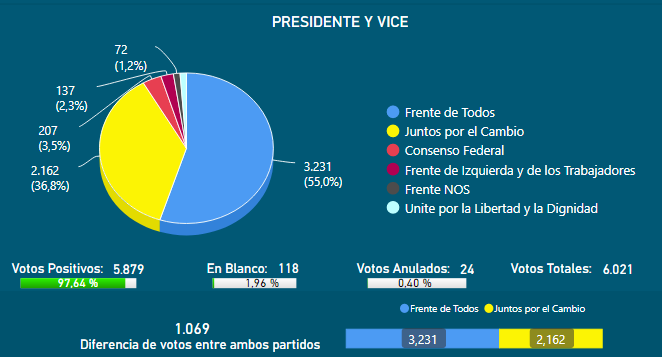 PRESIDENTE Y VICE
72
(1,2%)
137
(2,3%)
207
(3,5%)
2.162
(36,8%)
3.231
(55,0%)
Frente de Todos
Juntos por el Cambio
Consenso Federal
Frente de Izquierda y de los Trabajadores
Frente NOS
Unite por la Libertad y la Dignidad
Votos Positivos: 5.879
97,64 %
En Blanco: 118
1,96 %
Votos Anulados: 24
0,40 %
Votos Totales: 6.021
1.069
Diferencia de votos entre ambos partidos
Frente de Todos Juntos por el Cambio
3,231 2,162